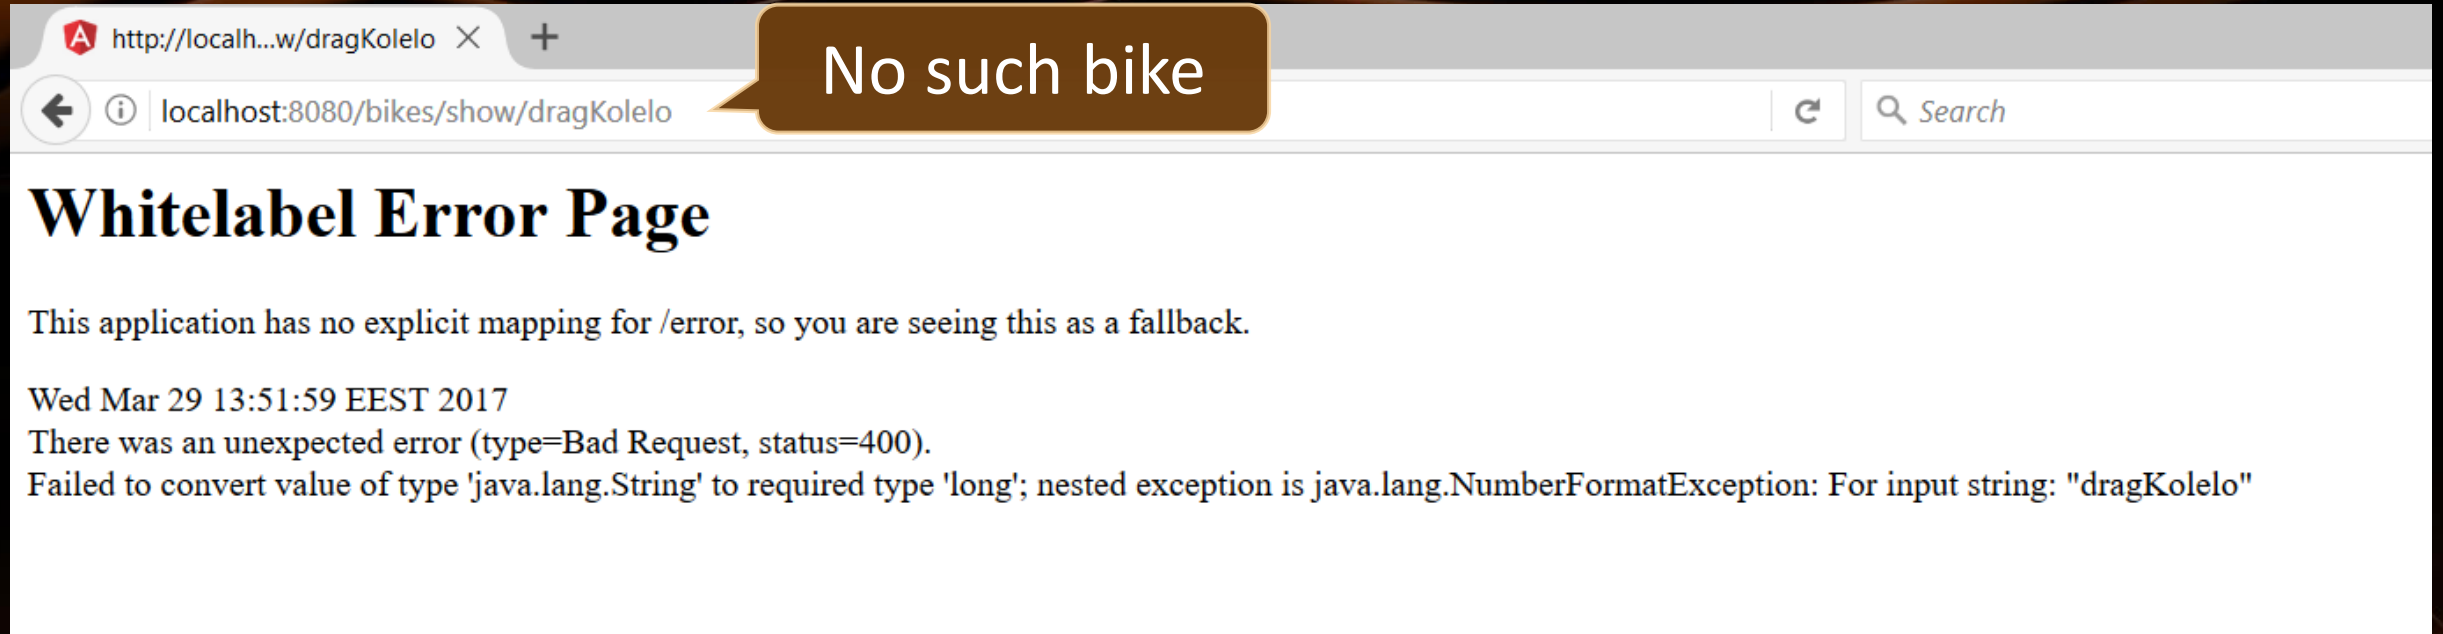 http://localh...w/dragKolelo
No such bike
localhost:8080/bikes/show/dragKolelo
Search
Whitelabel Error Page
This application has no explicit mapping for /error, so you are seeing this as a fallback.
Wed Mar 29 13:51:59 EEST 2017
There was an unexpected error (type=Bad Request, status=400).
Failed to convert value of type 'java.lang.String' to required type 'long'; nested exception is java.lang.NumberFormatException: For input string: "dragKolelo"